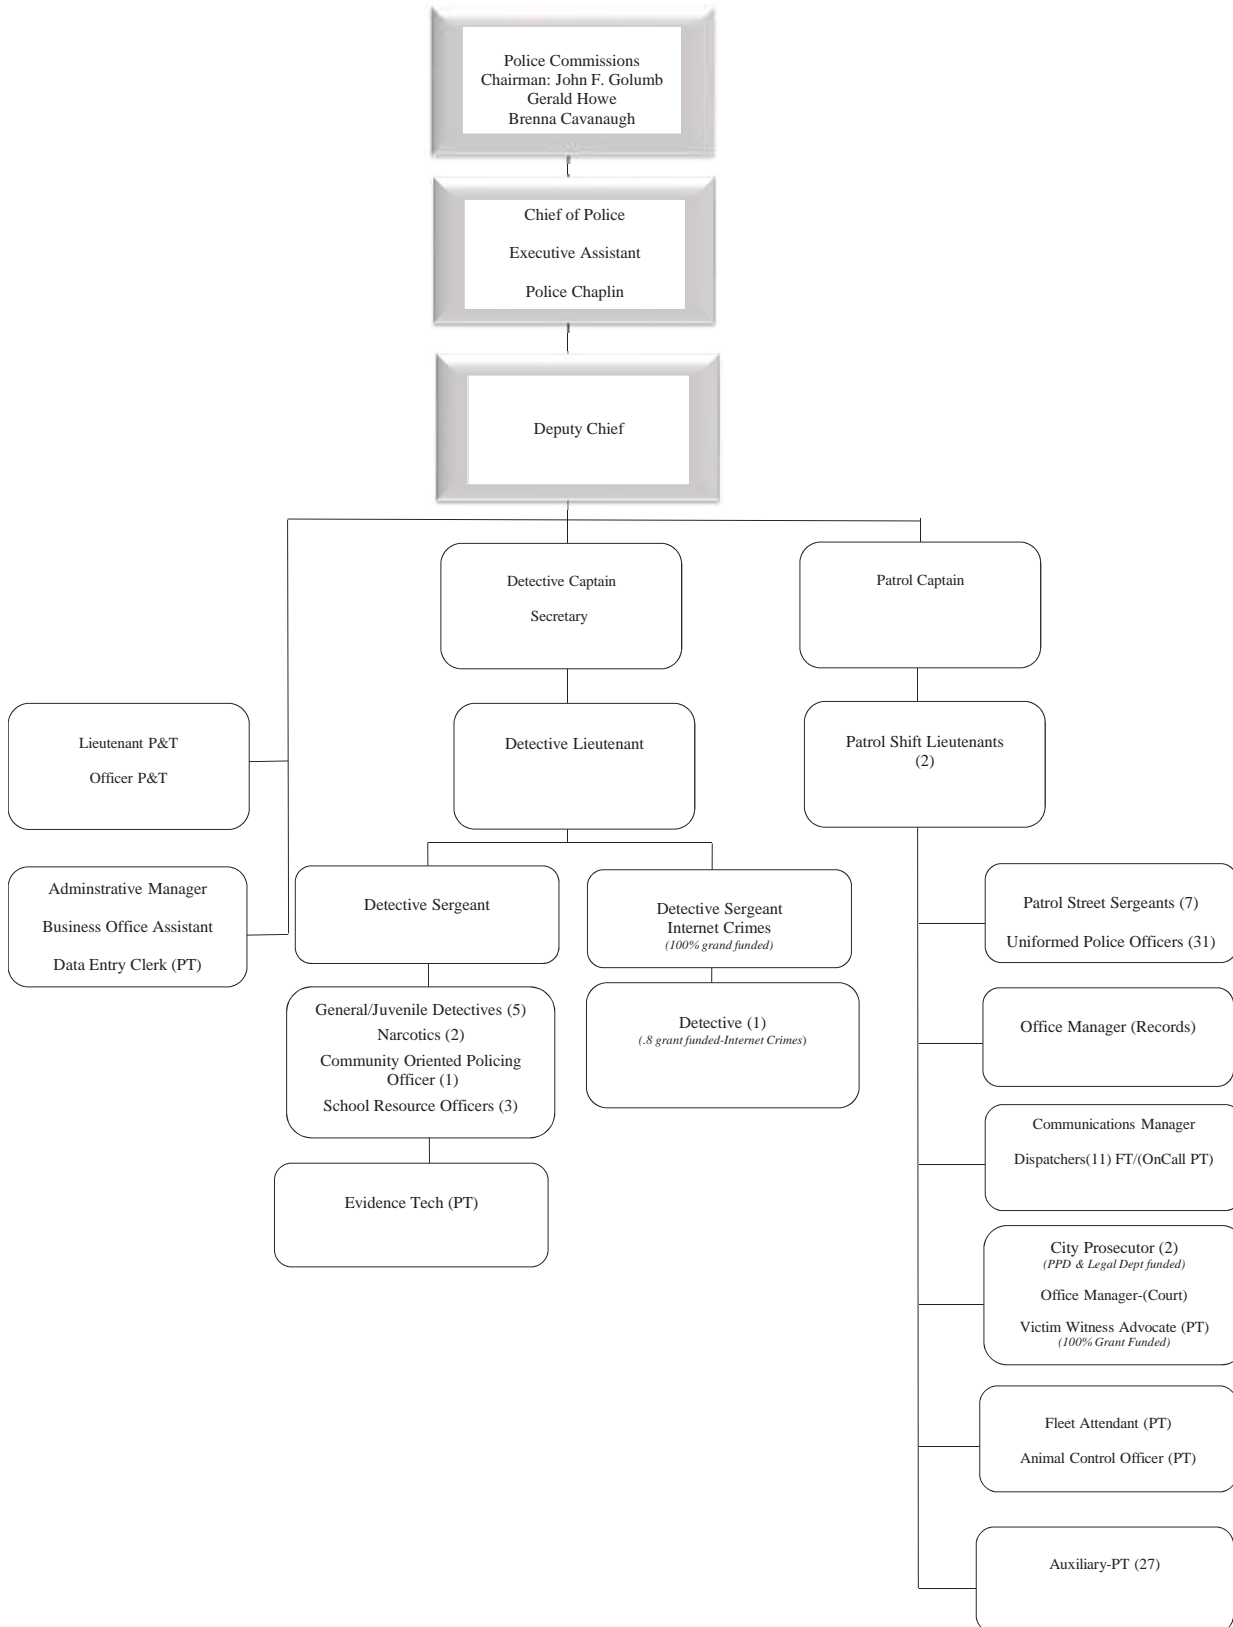 Police Commissions
Chairman: John F. Golumb
Gerald Howe
Brenna Cavanaugh
Chief of Police
Executive Assistant
Police Chaplin
Deputy Chief
Detective Captain
Secretary
Patrol Captain
Lieutenant P&T
Officer P&T
Detective Lieutenant
Patrol Shift Lieutenants
(2)
Adminstrative Manager
Business Office Assistant
Data Entry Clerk (PT)
Detective Sergeant
Detective Sergeant
Internet Crimes
(100% grand funded)
Patrol Street Sergeants (7)
Uniformed Police Officers (31)
General/Juvenile Detectives (5)
Narcotics (2)
Community Oriented Policing
Officer (1)
School Resource Officers (3)
Detective (1)
(.8 grant funded-Internet Crimes)
Office Manager (Records)
Communications Manager
Dispatchers(11) FT/(OnCall PT)
Evidence Tech (PT)
City Prosecutor (2)
(PPD & Legal Dept funded)
Office Manager-(Court)
Victim Witness Advocate (PT)
(100% Grant Funded)
Fleet Attendant (PT)
Animal Control Officer (PT)
Auxiliary-PT (27)